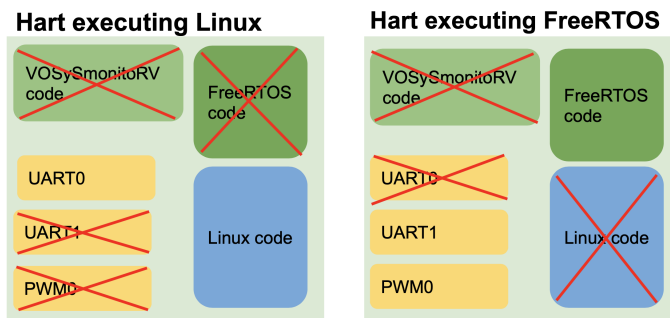 Hart executing Linux
VOSySmonitoRV
code
FreeRTOS
code
UART0
UART1
PWM0
Linux code
Hart executing FreeRTOS
VOSySmonitoRV
code
FreeRTOS
code
UART0
UART1
PWM0
Linux code